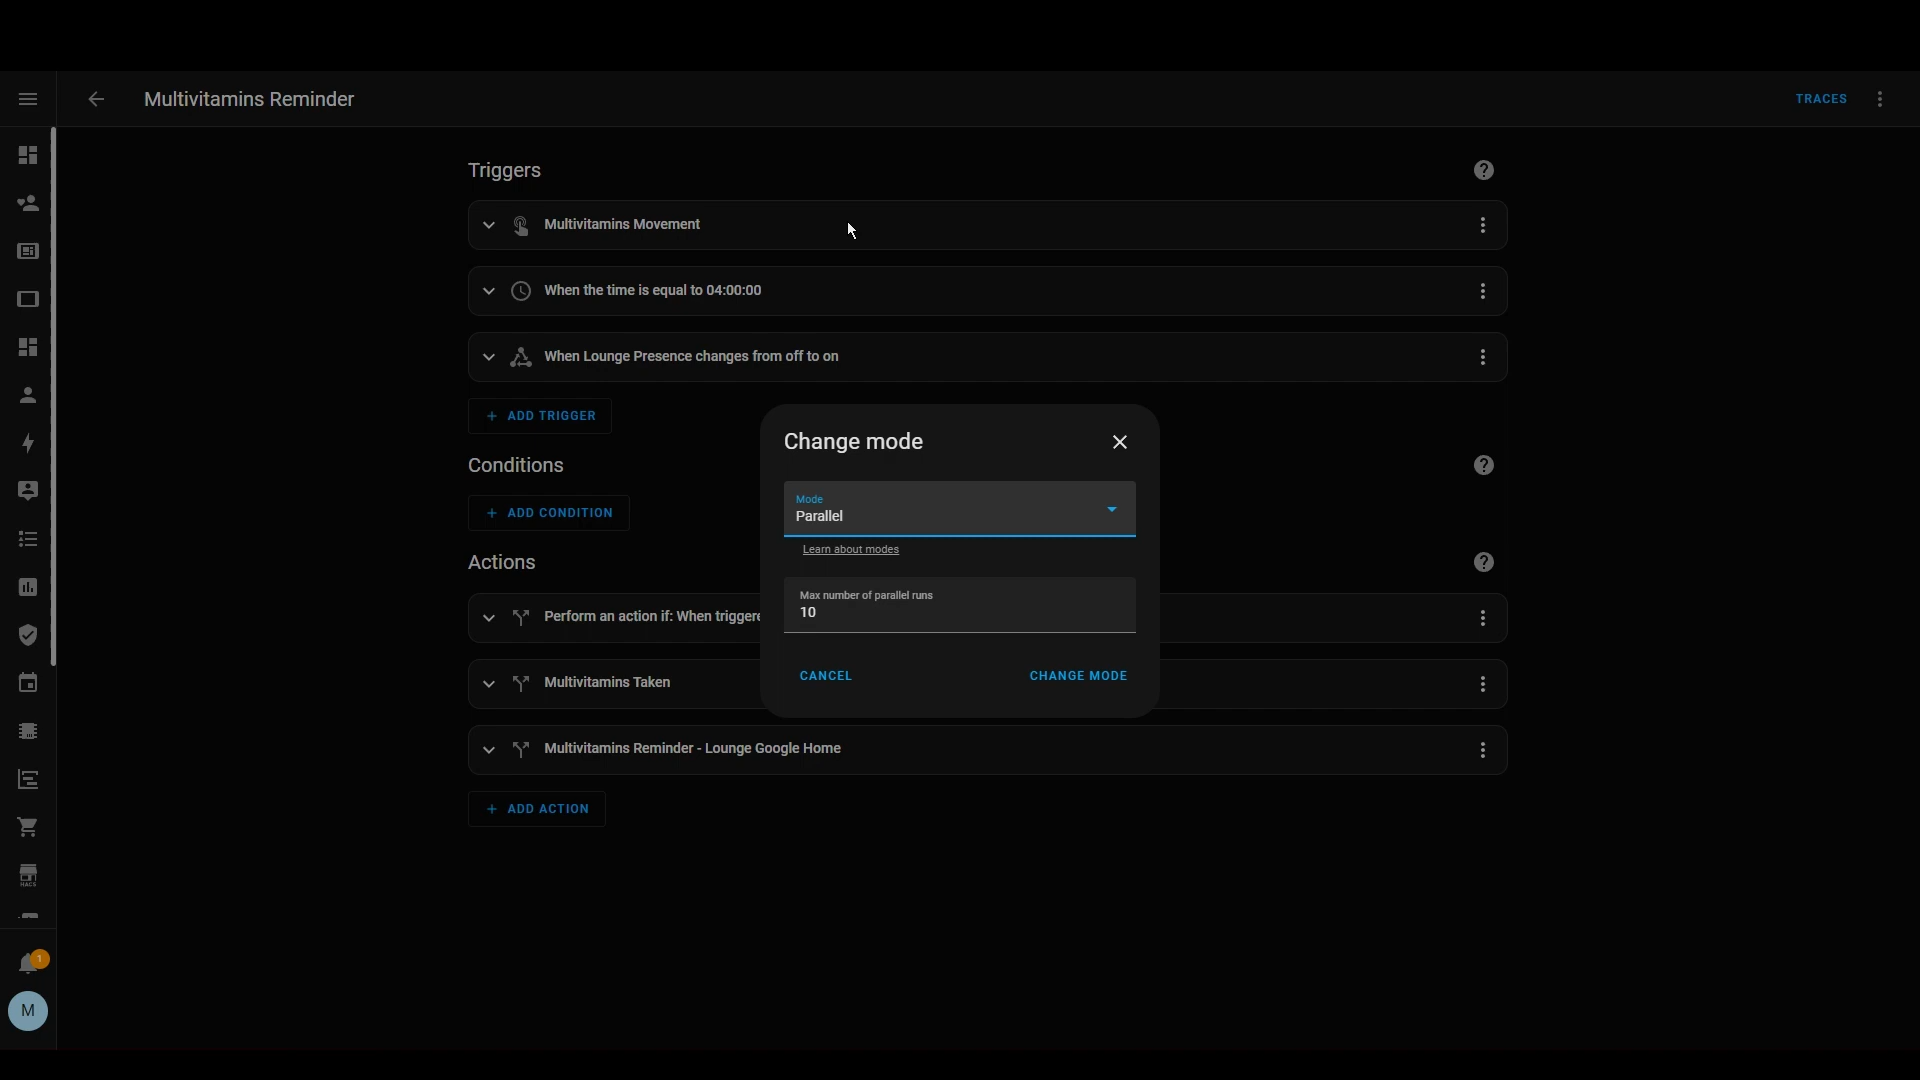 Multivitamins Reminder
TRACES
Triggers
Multivitamins Movement
When the time is equal to 04:00:00
When Lounge Presence changes from off to on
+ ADD TRIGGER
Conditions
+ ADD CONDITION
Actions
Perform an action if: When triggere
Multivitamins Taken
Multivitamins Reminder - Lounge Google Home
+ ADD ACTION
Change mode
Mode
Parallel
Learn about modes
Max number of parallel runs
10
CANCEL
CHANGE MODE
HACS
1
M